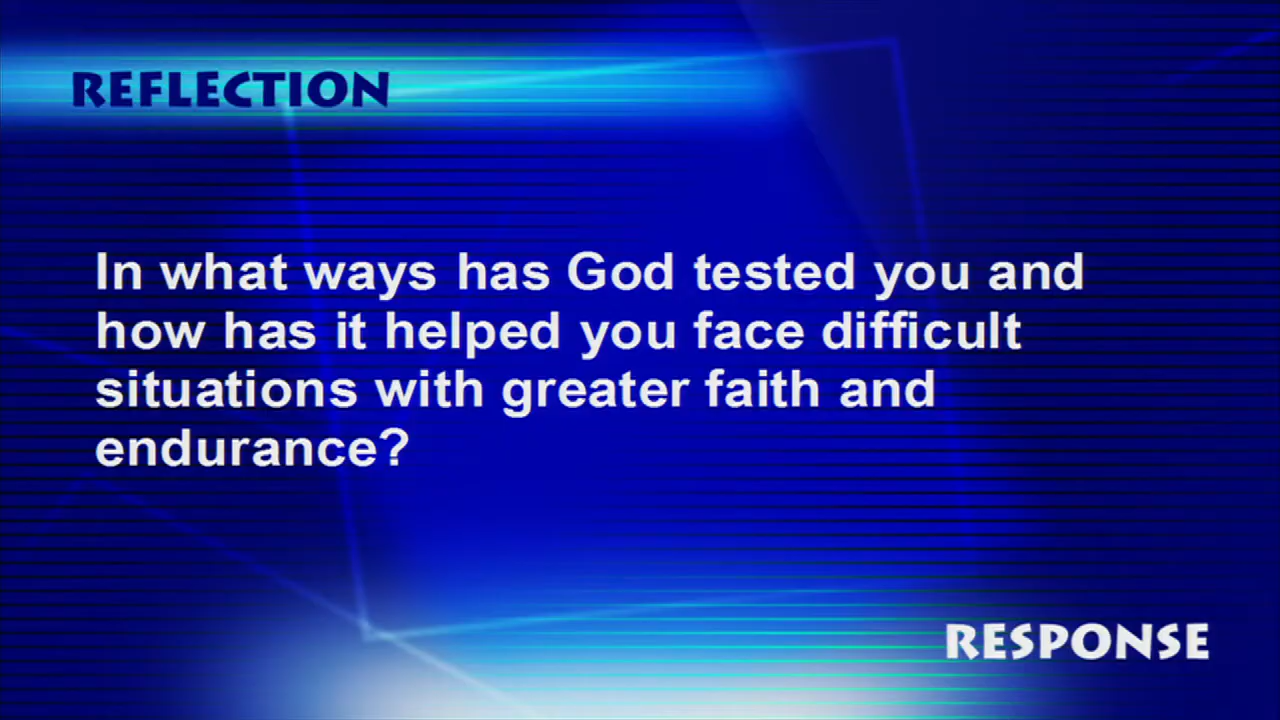 REFLECTION
In what ways has God tested you and
how has it helped you face difficult
situations with greater faith and
endurance?
RESPONSE